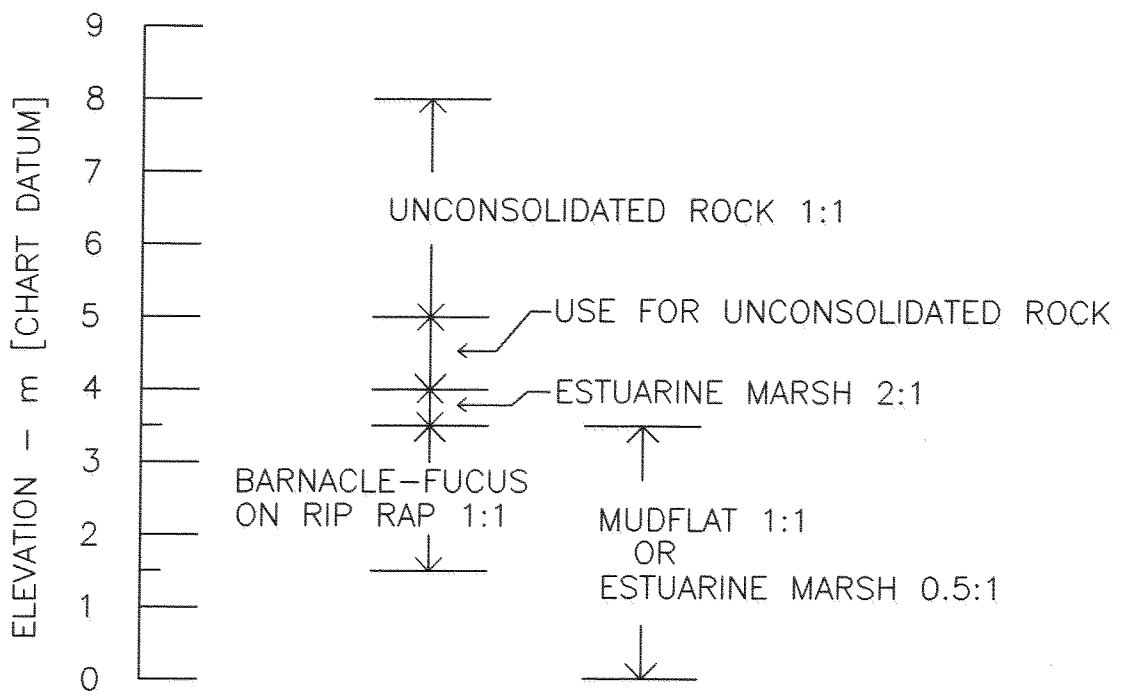 ELEVATION - m [CHART DATUM]
9
8
7
6
5
4
3
2
1
0
UNCONSOLIDATED ROCK 1:1
USE FOR UNCONSOLIDATED ROCK
ESTUARINE MARSH 2:1
BARNACLE-FUCUS
ON RIP RAP 1:1
MUDFLAT 1:1
OR
ESTUARINE MARSH 0.5:1